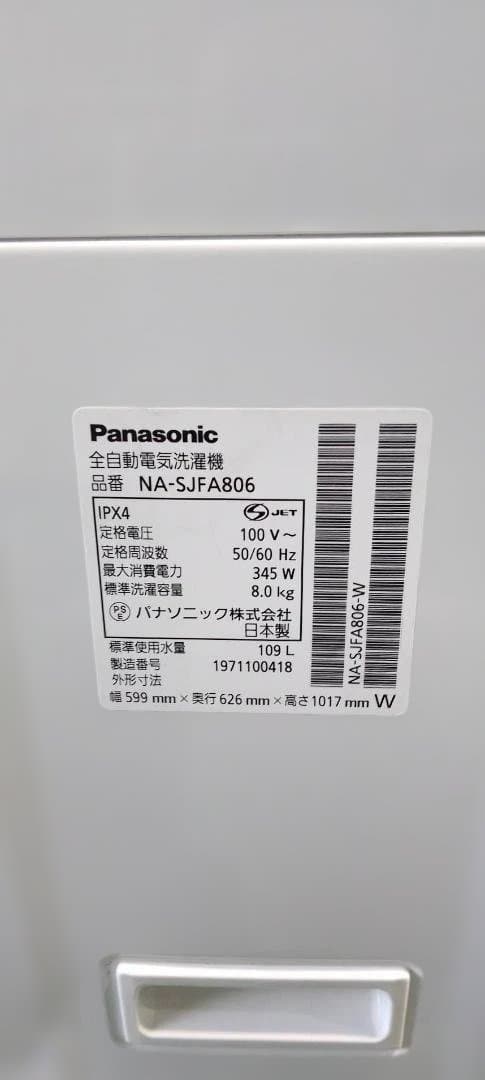 Panasonic
全自動電気洗濯機
品番 NA-SJFA806
IPX4 S JET
定格電圧 100 V～
定格周波数 50/60 Hz
最大消費電力 345 W
標準洗濯容量 8.0 kg
PS E パナソニック株式会社
日本製
標準使用水量 109 L
製造番号 1971100418
外形寸法
幅 599 mm × 奥行 626 mm × 高さ 1017 mm W
NA-SJFA806-W